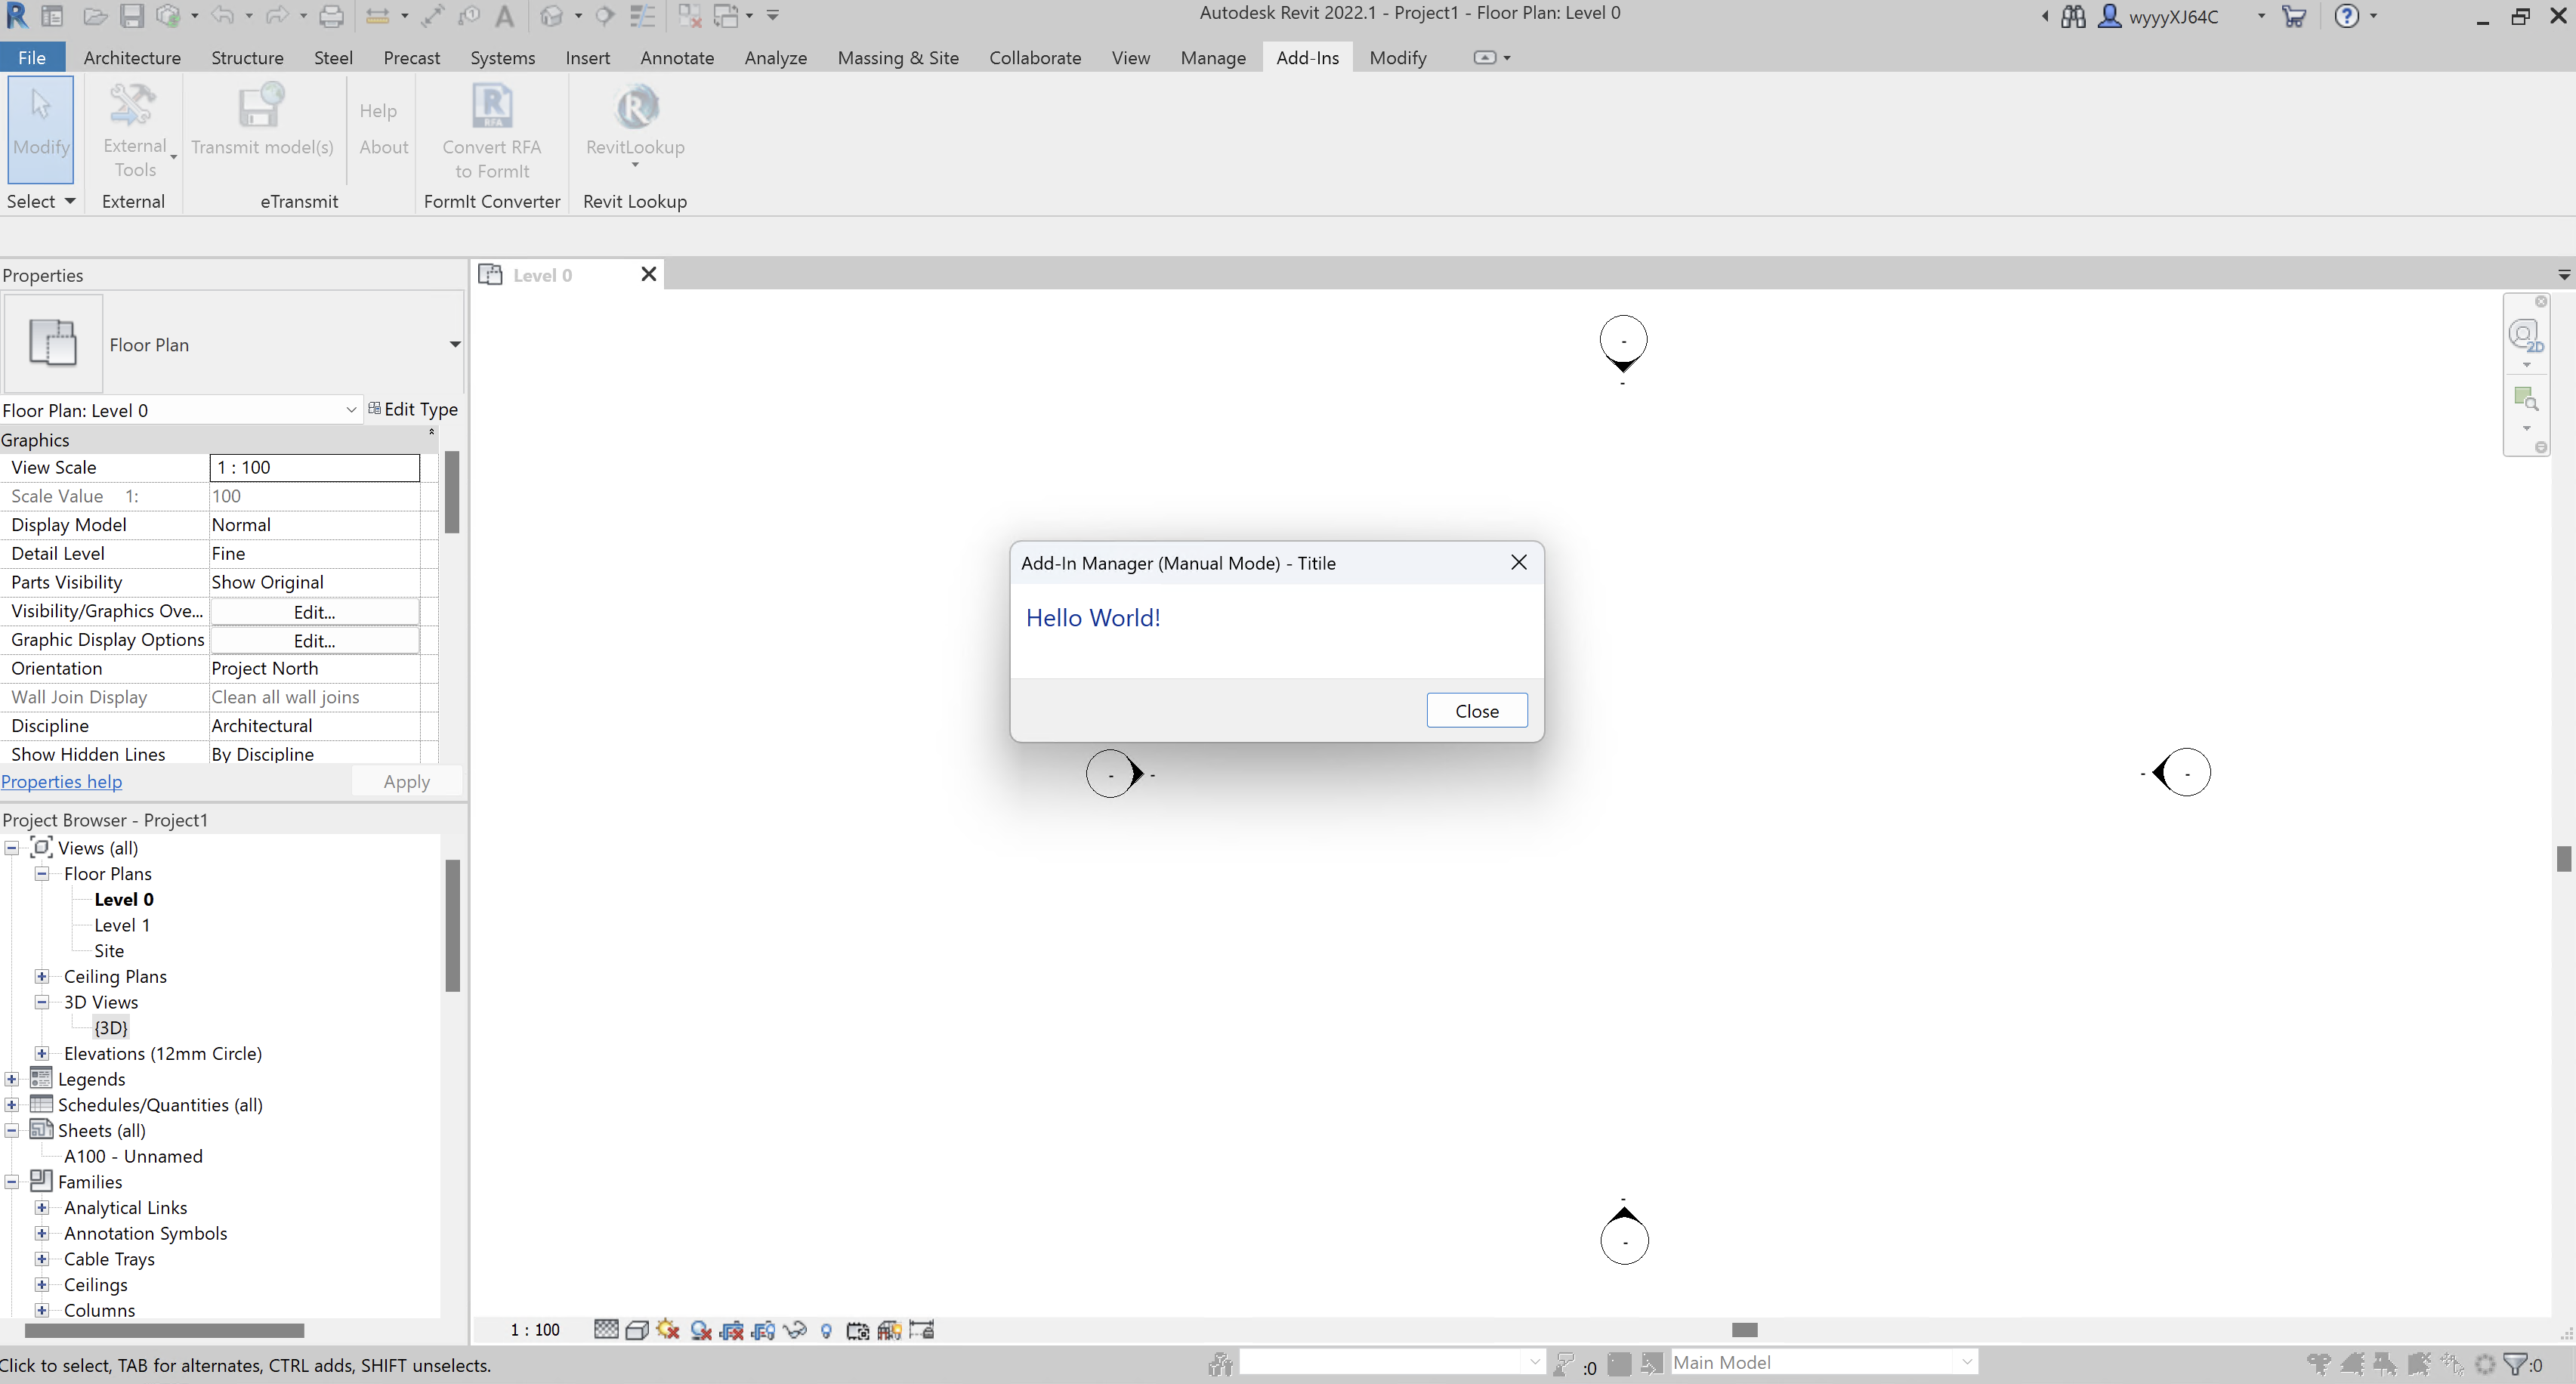 Autodesk Revit 2022.1 - Project1 - Floor Plan: Level 0
wyyyXJ64C
File Architecture Structure Steel Precast Systems Insert Annotate Analyze Massing & Site Collaborate View Manage Add-Ins Modify
Modify
External
Tools
Transmit model(s)
Help
About
Convert RFA
to FormIt
RevitLookup
Select External eTransmit FormIt Converter Revit Lookup
Properties
Floor Plan
Floor Plan: Level 0 Edit Type
Graphics
View Scale 1 : 100
Scale Value 1: 100
Display Model Normal
Detail Level Fine
Parts Visibility Show Original
Visibility/Graphics Ove... Edit...
Graphic Display Options Edit...
Orientation Project North
Wall Join Display Clean all wall joins
Discipline Architectural
Show Hidden Lines By Discipline
Properties help Apply
Project Browser - Project1
Views (all)
Floor Plans
Level 0
Level 1
Site
Ceiling Plans
3D Views
{3D}
Elevations (12mm Circle)
Legends
Schedules/Quantities (all)
Sheets (all)
A100 - Unnamed
Families
Analytical Links
Annotation Symbols
Cable Trays
Ceilings
Columns
Level 0
2D
Add-In Manager (Manual Mode) - Titile
Hello World!
Close
1 : 100
Click to select, TAB for alternates, CTRL adds, SHIFT unselects.
:0
Main Model
:0